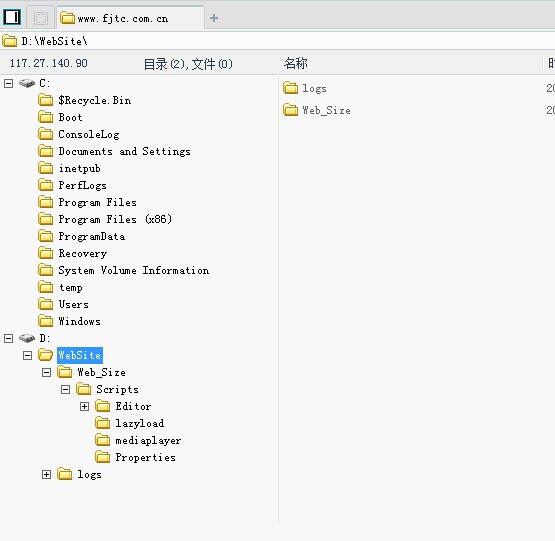 www.fjtc.com.cn
D:\WebSite\
117.27.140.90 目录(2),文件(0) 名称
logs 20
Web_Size 20
C:
$Recycle.Bin
Boot
ConsoleLog
Documents and Settings
inetpub
PerfLogs
Program Files
Program Files (x86)
ProgramData
Recovery
System Volume Information
temp
Users
Windows
D:
WebSite
Web_Size
Scripts
Editor
lazyload
mediaplayer
Properties
logs